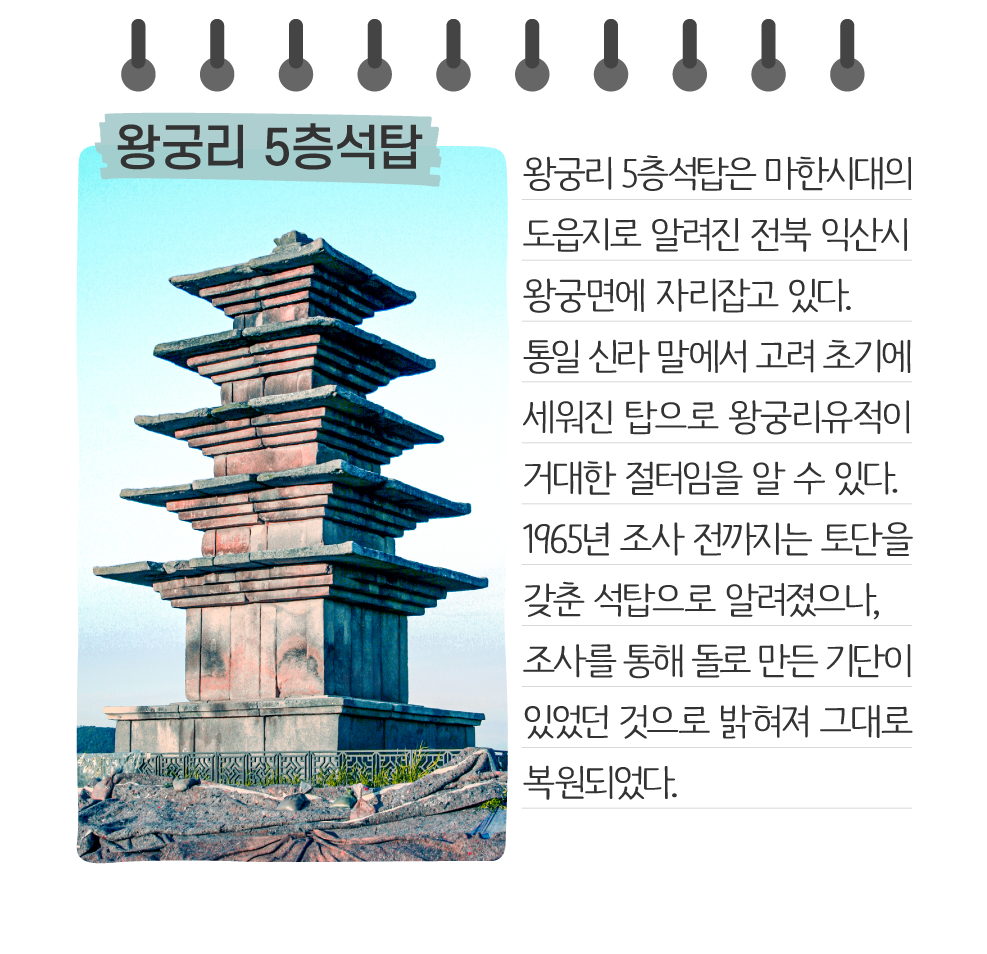 왕궁리 5층석탑
왕궁리 5층석탑은 마한시대의
도읍지로 알려진 전북 익산시
왕궁면에 자리잡고 있다.
통일 신라 말에서 고려 초기에
세워진 탑으로 왕궁리유적이
거대한 절터임을 알 수 있다.
1965년 조사 전까지는 토단을
갖춘 석탑으로 알려졌으나,
조사를 통해 돌로 만든 기단이
있었던 것으로 밝혀져 그대로
복원되었다.